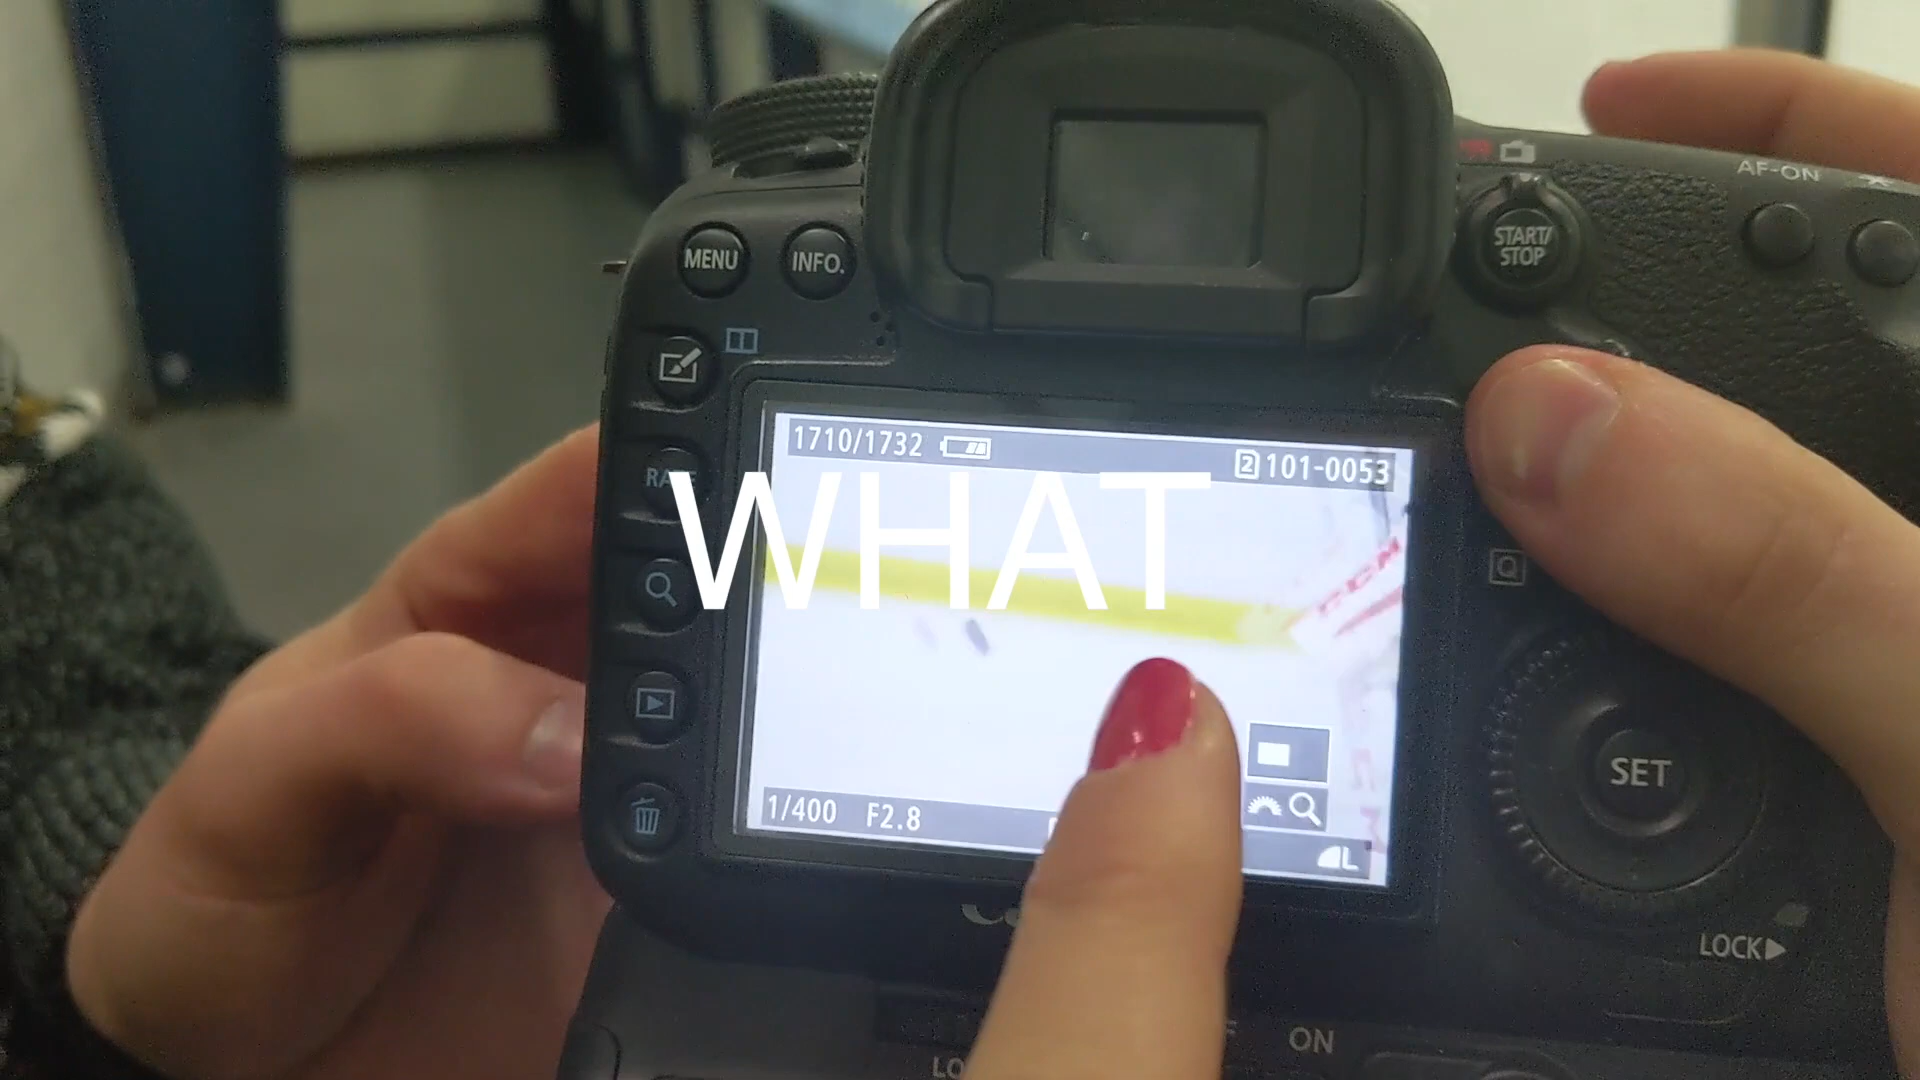 AF-ON
MENU INFO.
START/
STOP
1710/1732
2 101-0053
WHAT
CCM
Q
1/400 F2.8
SET
L
LOCK
ON